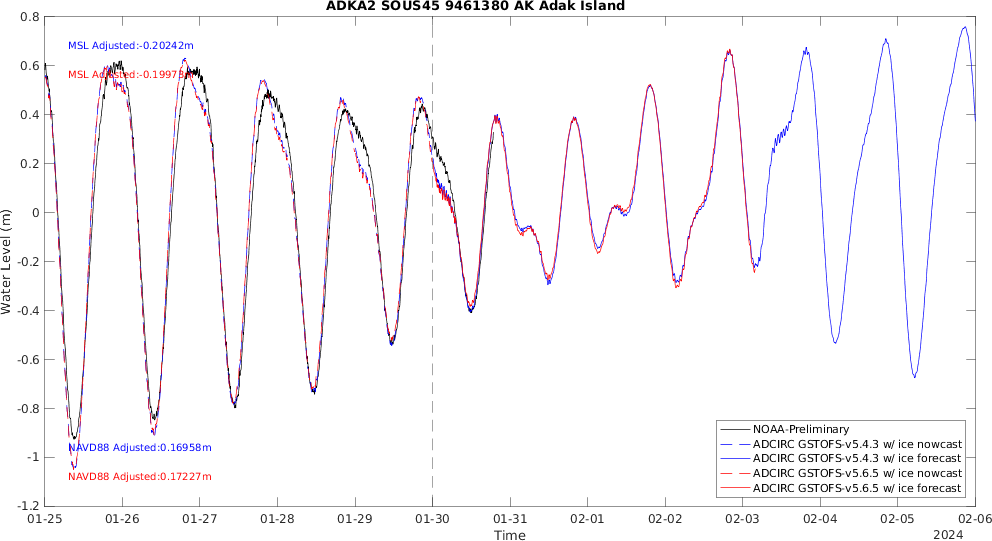 ADKA2 SOUS45 9461380 AK Adak Island
MSL Adjusted:-0.20242m
MSL Adjusted:-0.19973m
NAVD88 Adjusted:0.16958m
NAVD88 Adjusted:0.17227m
Water Level (m)
0.8
0.6
0.4
0.2
0
-0.2
-0.4
-0.6
-0.8
-1
-1.2
NOAA-Preliminary
ADCIRC GSTOFS-v5.4.3 w/ ice nowcast
ADCIRC GSTOFS-v5.4.3 w/ ice forecast
ADCIRC GSTOFS-v5.6.5 w/ ice nowcast
ADCIRC GSTOFS-v5.6.5 w/ ice forecast
01-25 01-26 01-27 01-28 01-29 01-30 01-31 02-01 02-02 02-03 02-04 02-05 02-06
Time
2024